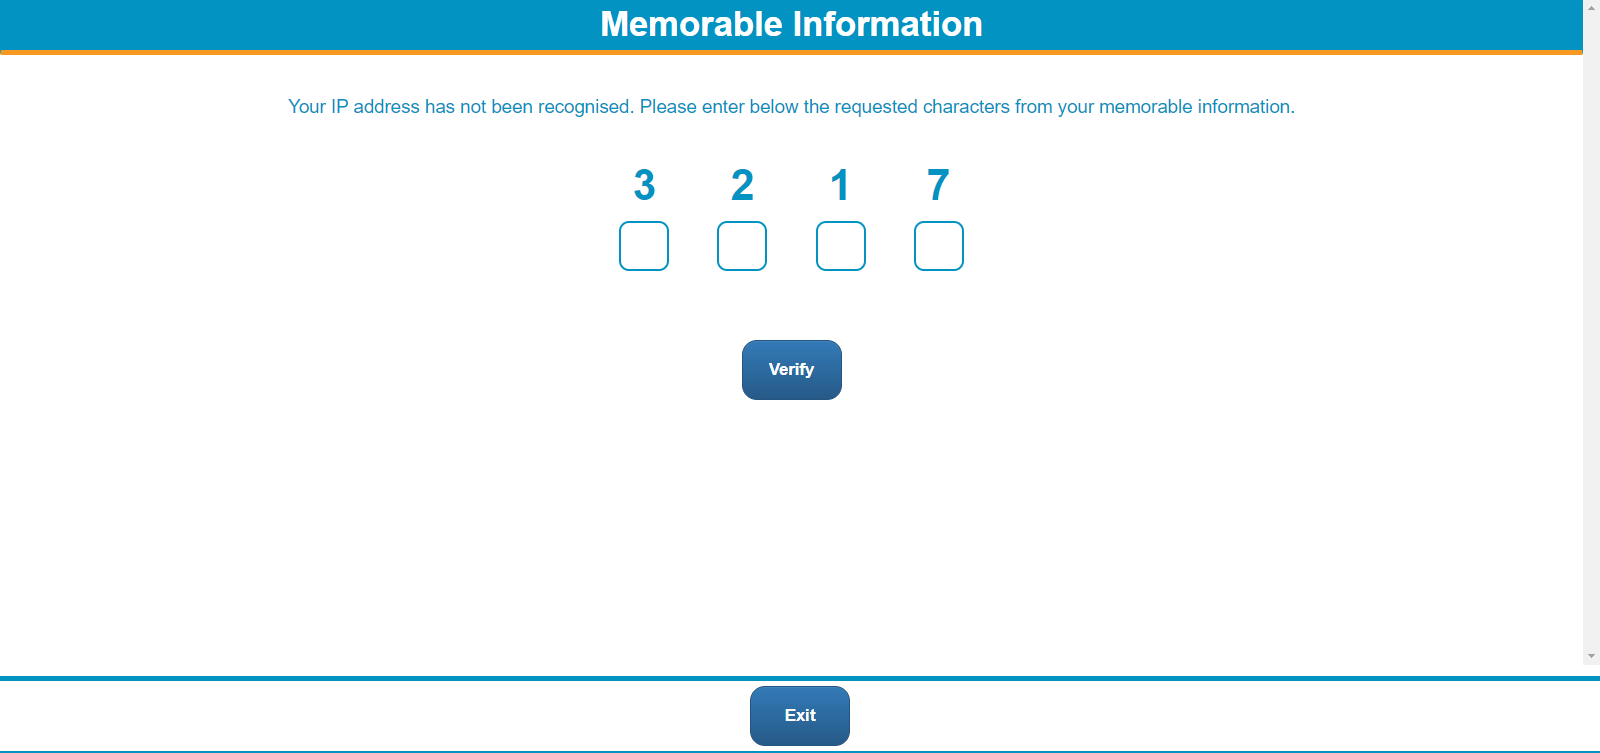 Memorable Information
Your IP address has not been recognised. Please enter below the requested characters from your memorable information.
3 2 1 7
Verify
Exit